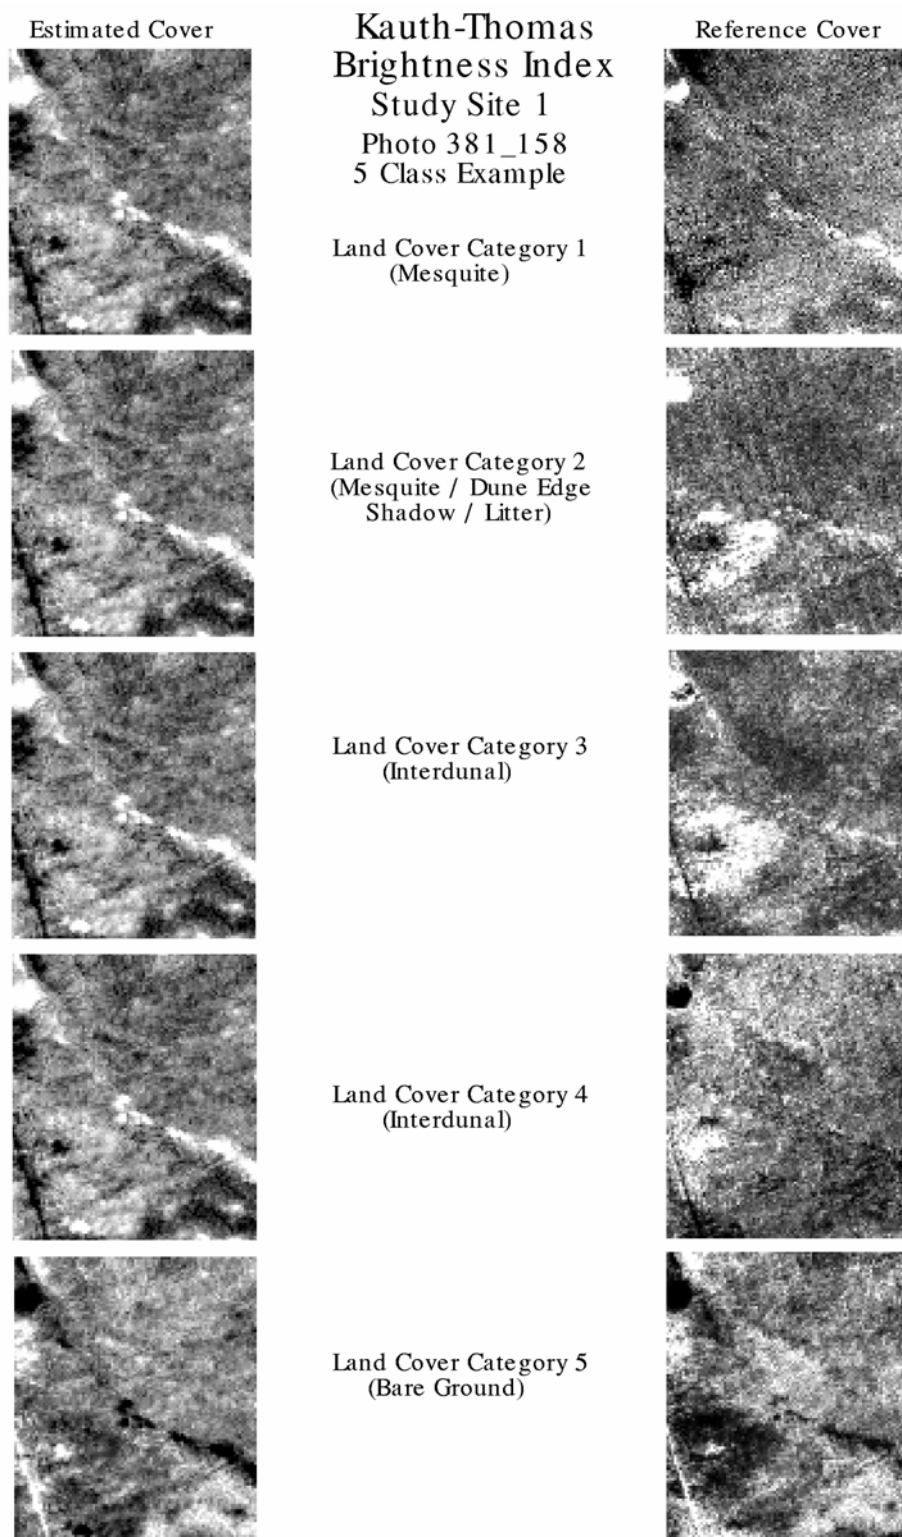 Estimated Cover
Kauth-Thomas
Brightness Index
Study Site 1
Photo 381_158
5 Class Example
Reference Cover
Land Cover Category 1
(Mesquite)
Land Cover Category 2
(Mesquite / Dune Edge
Shadow / Litter)
Land Cover Category 3
(Interdunal)
Land Cover Category 4
(Interdunal)
Land Cover Category 5
(Bare Ground)